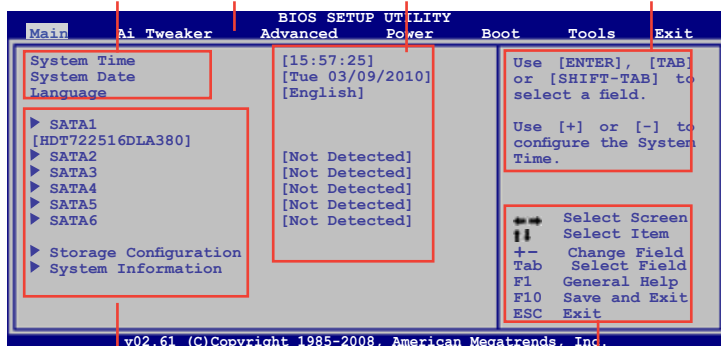 BIOS SETUP UTILITY
Main Ai Tweaker Advanced Power Boot Tools Exit
System Time [15:57:25]
System Date [Tue 03/09/2010]
Language [English]
SATA1
[HDT722516DLA380]
SATA2 [Not Detected]
SATA3 [Not Detected]
SATA4 [Not Detected]
SATA5 [Not Detected]
SATA6 [Not Detected]
Storage Configuration
System Information
Use [ENTER], [TAB]
or [SHIFT-TAB] to
select a field.
Use [+] or [-] to
configure the System
Time.
Select Screen
Select Item
+- Change Field
Tab Select Field
F1 General Help
F10 Save and Exit
ESC Exit
v02.61 (C)Copyright 1985-2008, American Megatrends, Inc.